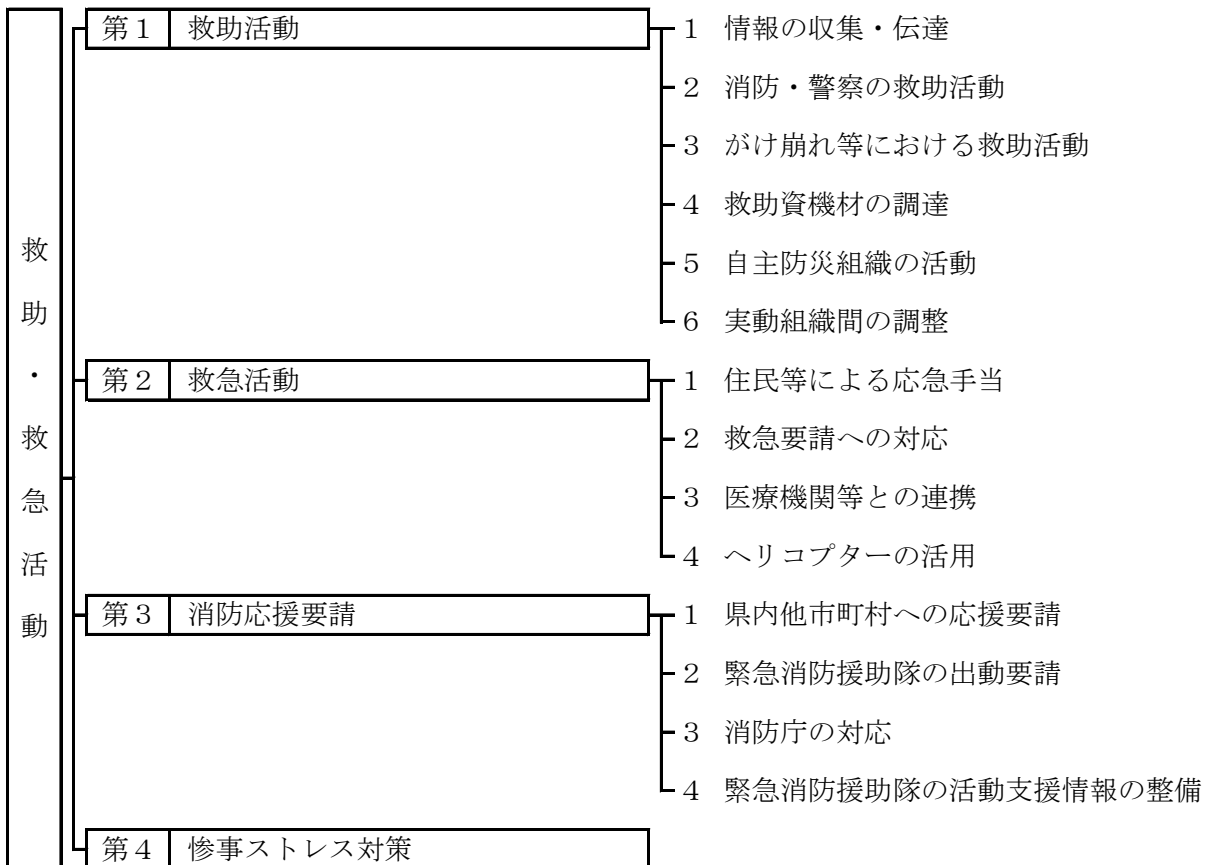 救助・救急活動
第１ 救助活動
１ 情報の収集・伝達
２ 消防・警察の救助活動
３ がけ崩れ等における救助活動
４ 救助資機材の調達
５ 自主防災組織の活動
６ 実動組織間の調整
第２ 救急活動
１ 住民等による応急手当
２ 救急要請への対応
３ 医療機関等との連携
４ ヘリコプターの活用
第３ 消防応援要請
１ 県内他市町村への応援要請
２ 緊急消防援助隊の出動要請
３ 消防庁の対応
４ 緊急消防援助隊の活動支援情報の整備
第４ 惨事ストレス対策